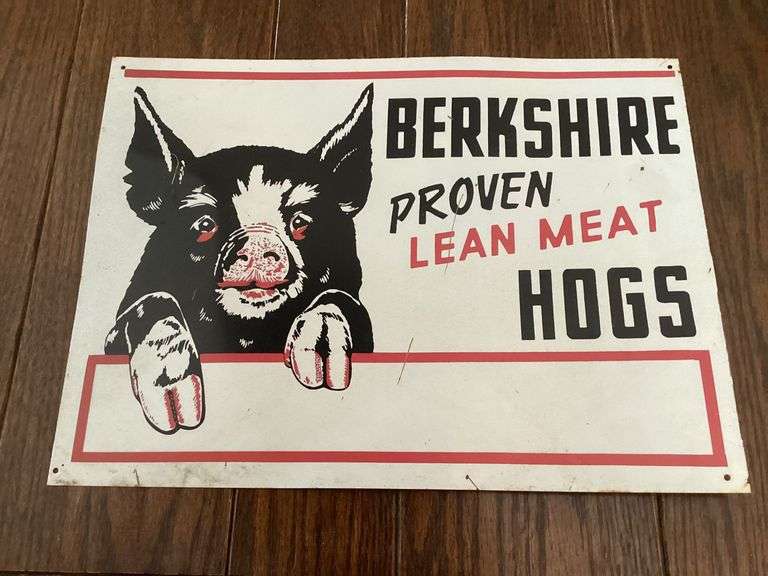 BERKSHIRE
PROVEN
LEAN MEAT
HOGS